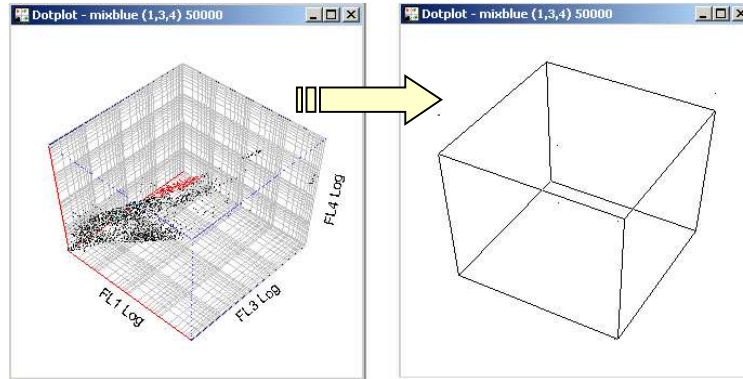 Dotplot - mixblue (1,3,4) 50000
FL1 Log
FL3 Log
FL4 Log
Dotplot - mixblue (1,3,4) 50000